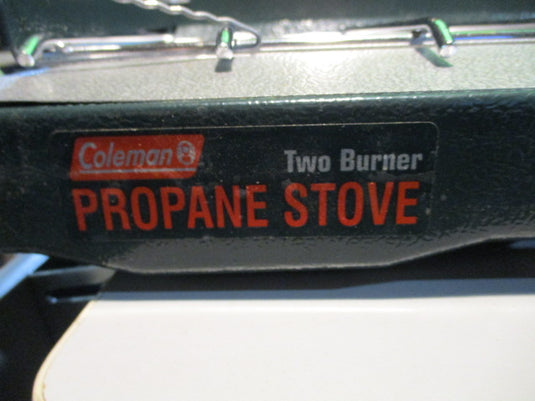 Coleman
Two Burner
PROPANE STOVE